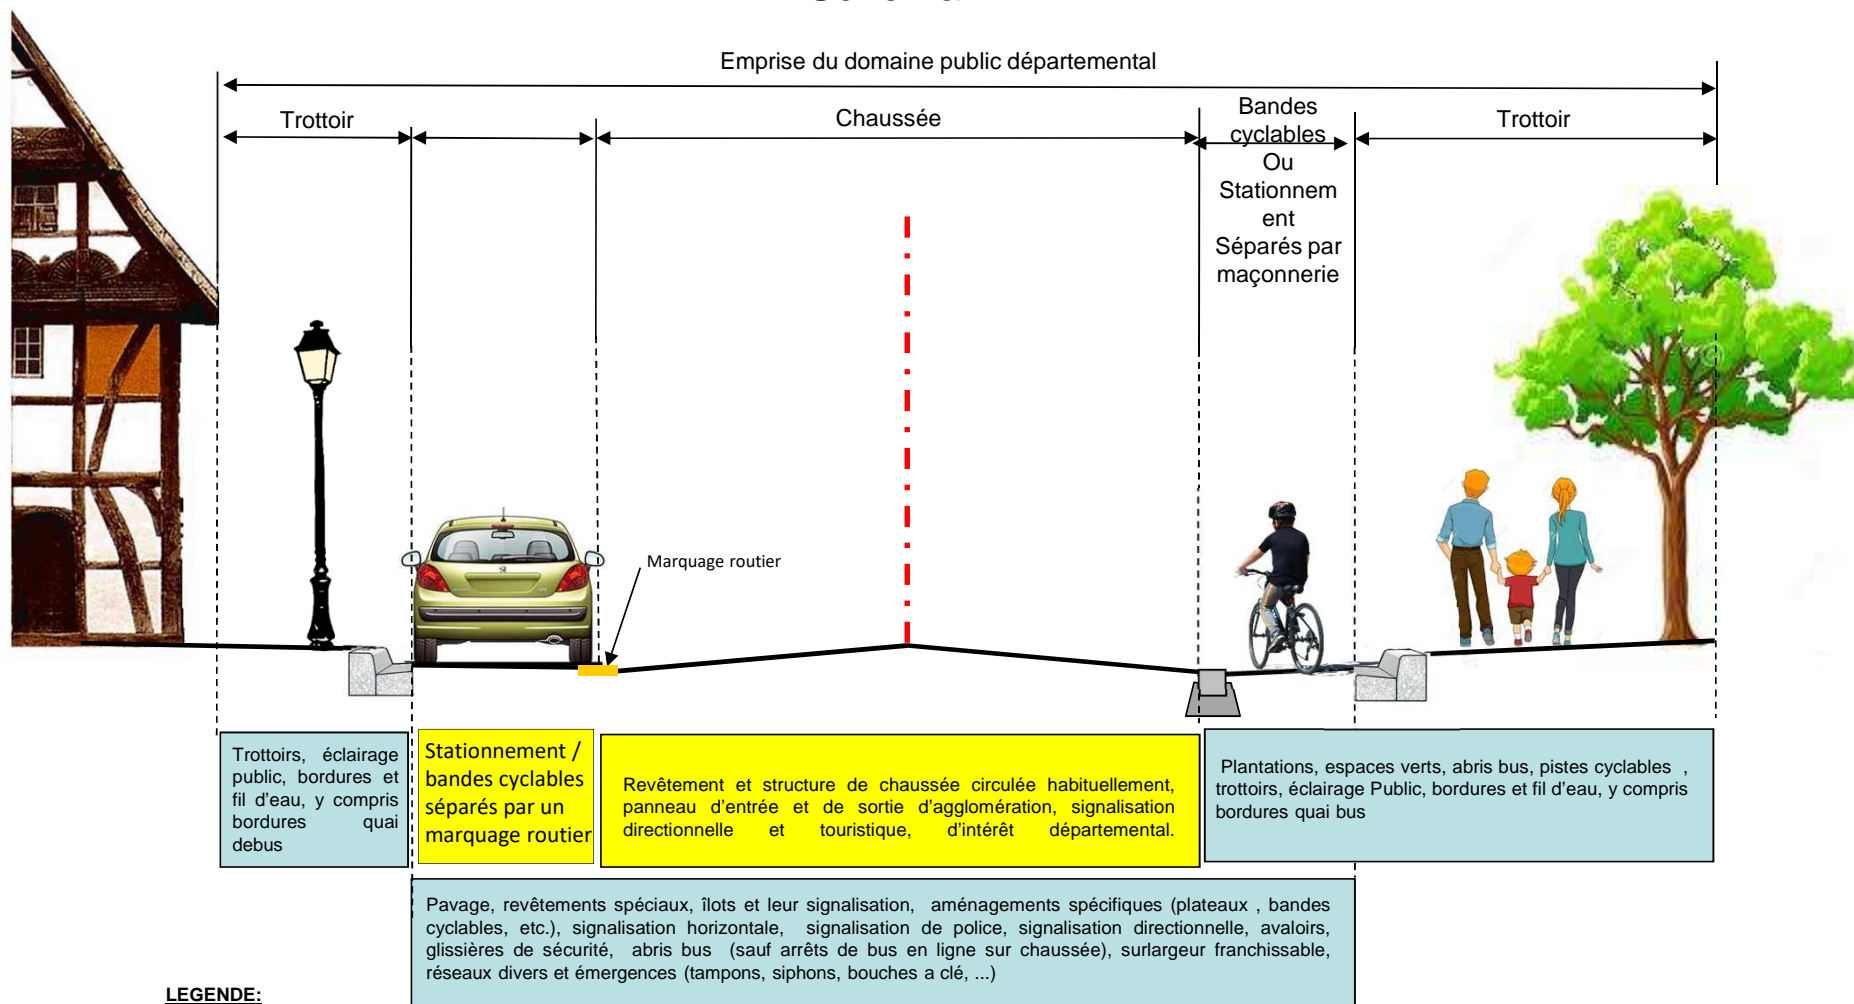 Emprise du domaine public départemental
Trottoir
Chaussée
Bandes
cyclables
Ou
Stationnem
ent
Séparés par
maçonnerie
Trottoir
Marquage routier
Trottoirs, éclairage
public, bordures et
fil d'eau, y compris
bordures quai
debus
Stationnement /
bandes cyclables
séparés par un
marquage routier
Revêtement et structure de chaussée circulée habituellement,
panneau d'entrée et de sortie d'agglomération, signalisation
directionnelle et touristique, d'intérêt départemental.
Plantations, espaces verts, abris bus, pistes cyclables ,
trottoirs, éclairage Public, bordures et fil d'eau, y compris
bordures quai bus
Pavage, revêtements spéciaux, îlots et leur signalisation, aménagements spécifiques (plateaux , bandes
cyclables, etc.), signalisation horizontale, signalisation de police, signalisation directionnelle, avaloirs,
glissières de sécurité, abris bus (sauf arrêts de bus en ligne sur chaussée), surlargeur franchissable,
réseaux divers et émergences (tampons, siphons, bouches a clé, ...)
LEGENDE: